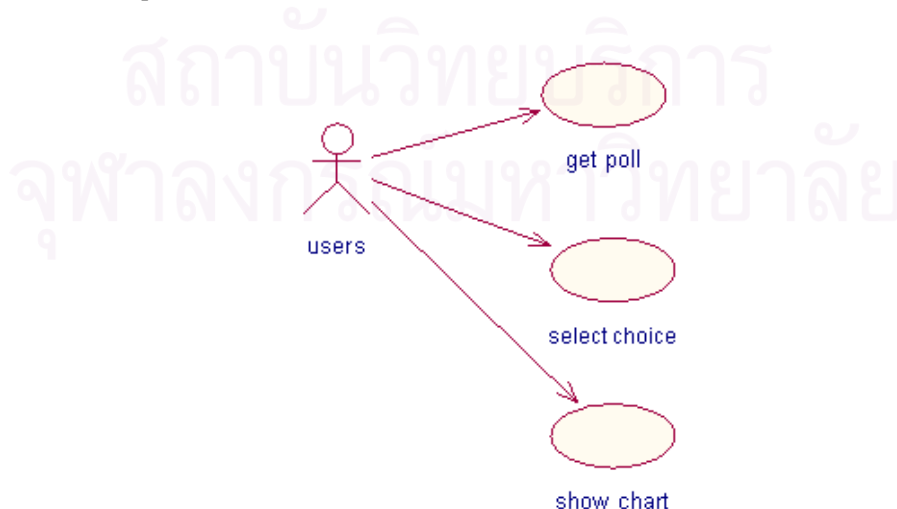 สถาบันวิทยบริการ
get poll
จุฬาลงกรณ์มหาวิทยาลัย
users
select choice
show chart